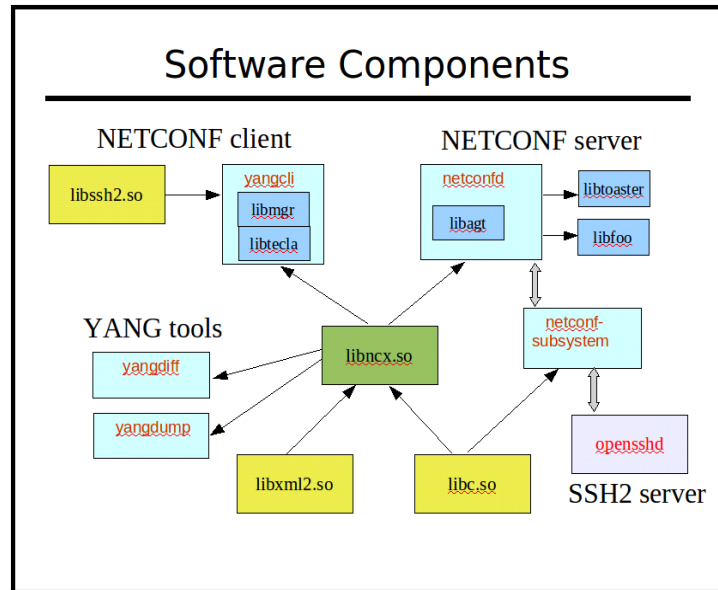 Software Components
NETCONF client
NETCONF server
libssh2.so
yangcli
libmgr
libtecla
netconfd
libagt
libtoaster
libfoo
YANG tools
yangdiff
yangdump
libncx.so
netconf-
subsystem
libxml2.so
libc.so
opensshd
SSH2 server